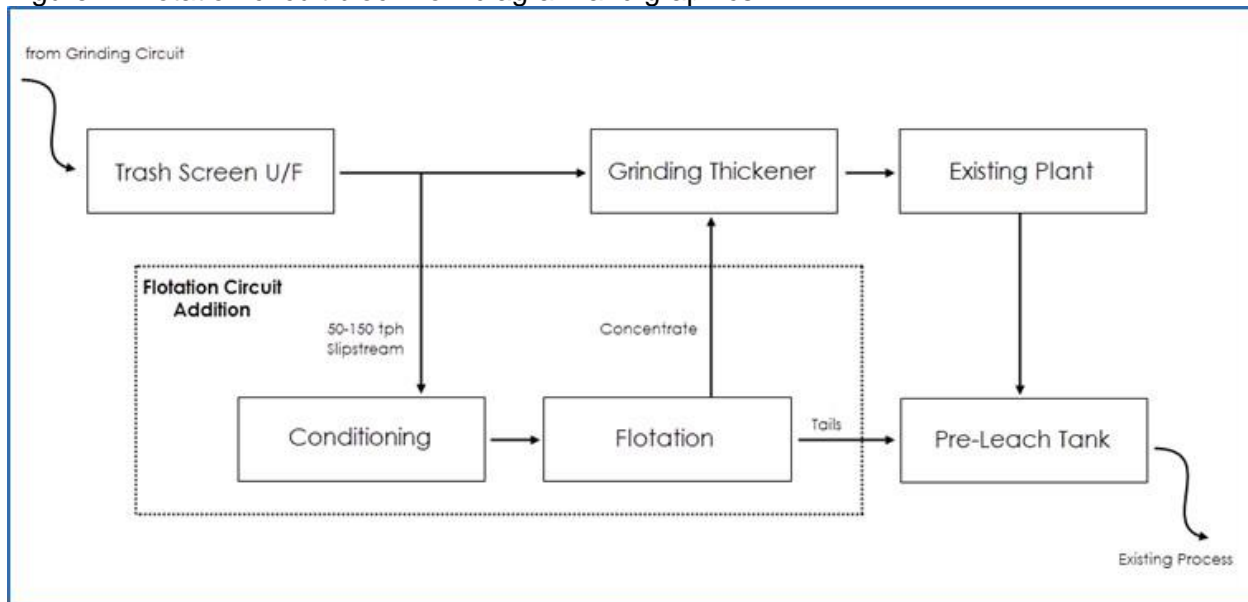 from Grinding Circuit
Trash Screen U/F
Grinding Thickener
Existing Plant
Flotation Circuit
Addition
50-150 tph
Slipstream
Concentrate
Conditioning
Flotation
Tails
Pre-Leach Tank
Existing Process